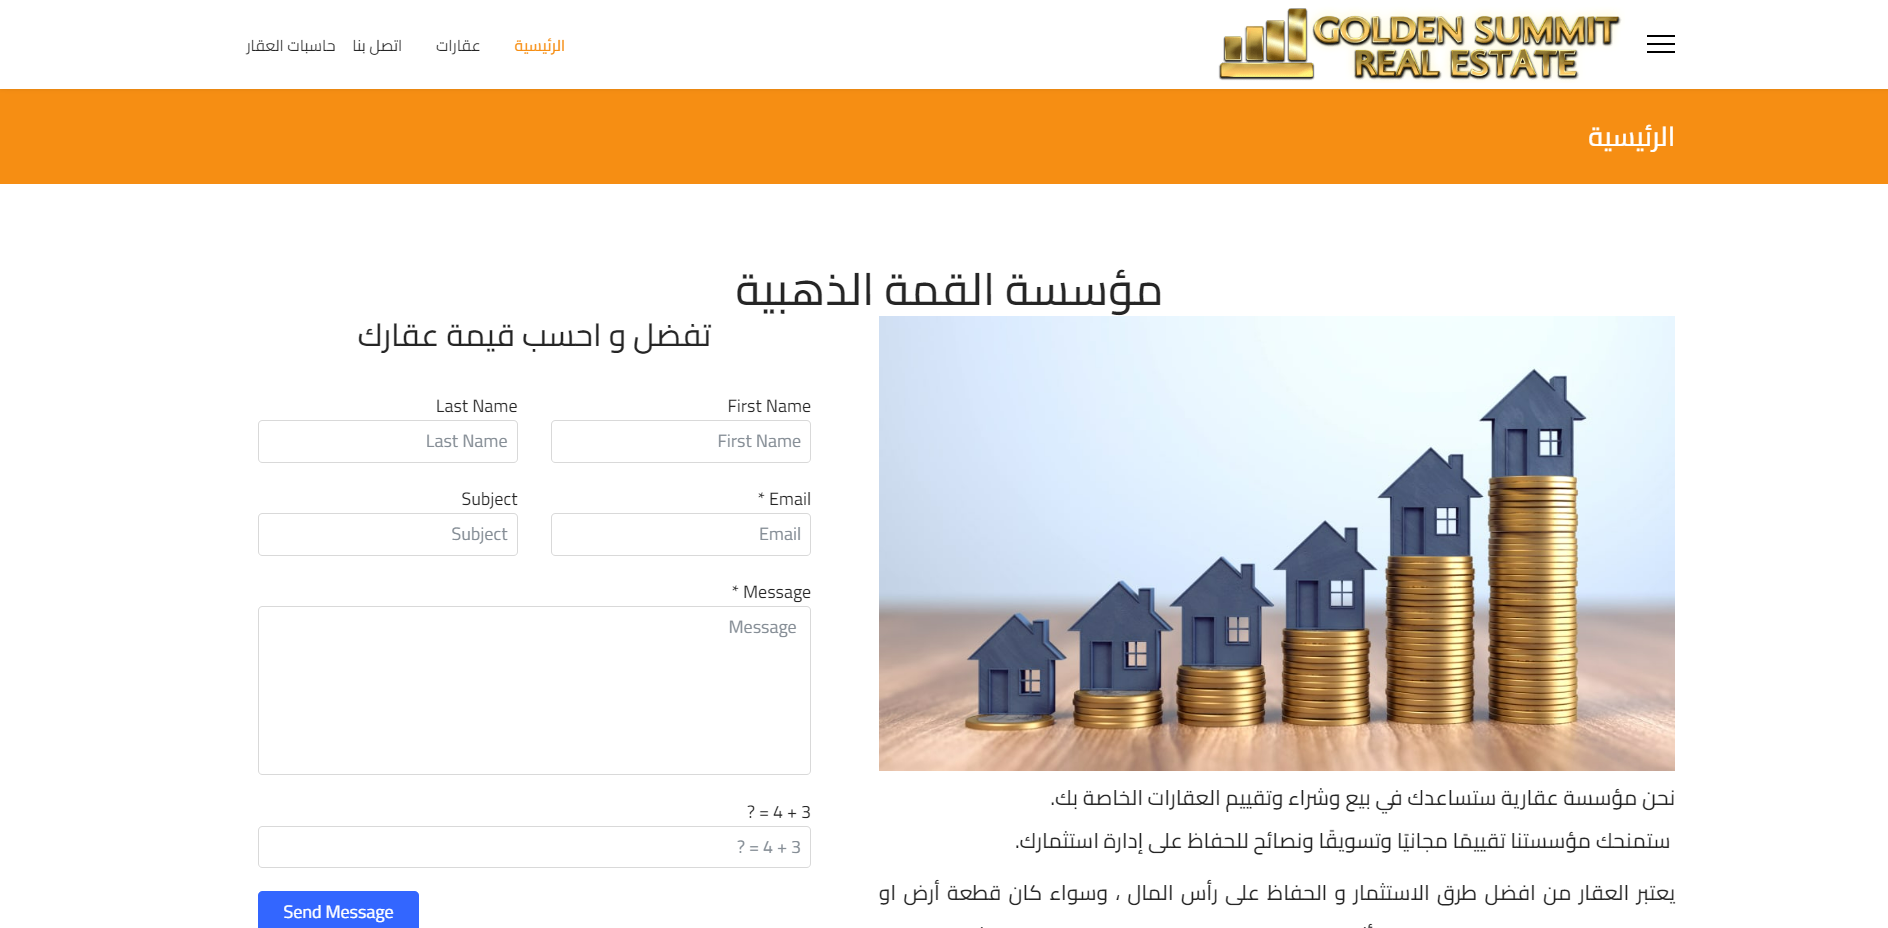 GOLDEN SUMMIT
REAL ESTATE
الرئيسية
عقارات
اتصل بنا
حاسبات العقار
الرئيسية
مؤسسة القمة الذهبية
نحن مؤسسة عقارية ستساعدك في بيع وشراء وتقييم العقارات الخاصة بك.
ستمنحك مؤسستنا تقييمًا مجانيًا وتسويقًا ونصائح للحفاظ على إدارة استثمارك.
يعتبر العقار من افضل طرق الاستثمار و الحفاظ على رأس المال ، وسواء كان قطعة أرض او
تفضل و احسب قيمة عقارك
First Name
Last Name
First Name
Last Name
* Email
Subject
Email
Subject
* Message
Message
? = 4 + 3
? = 4 + 3
Send Message